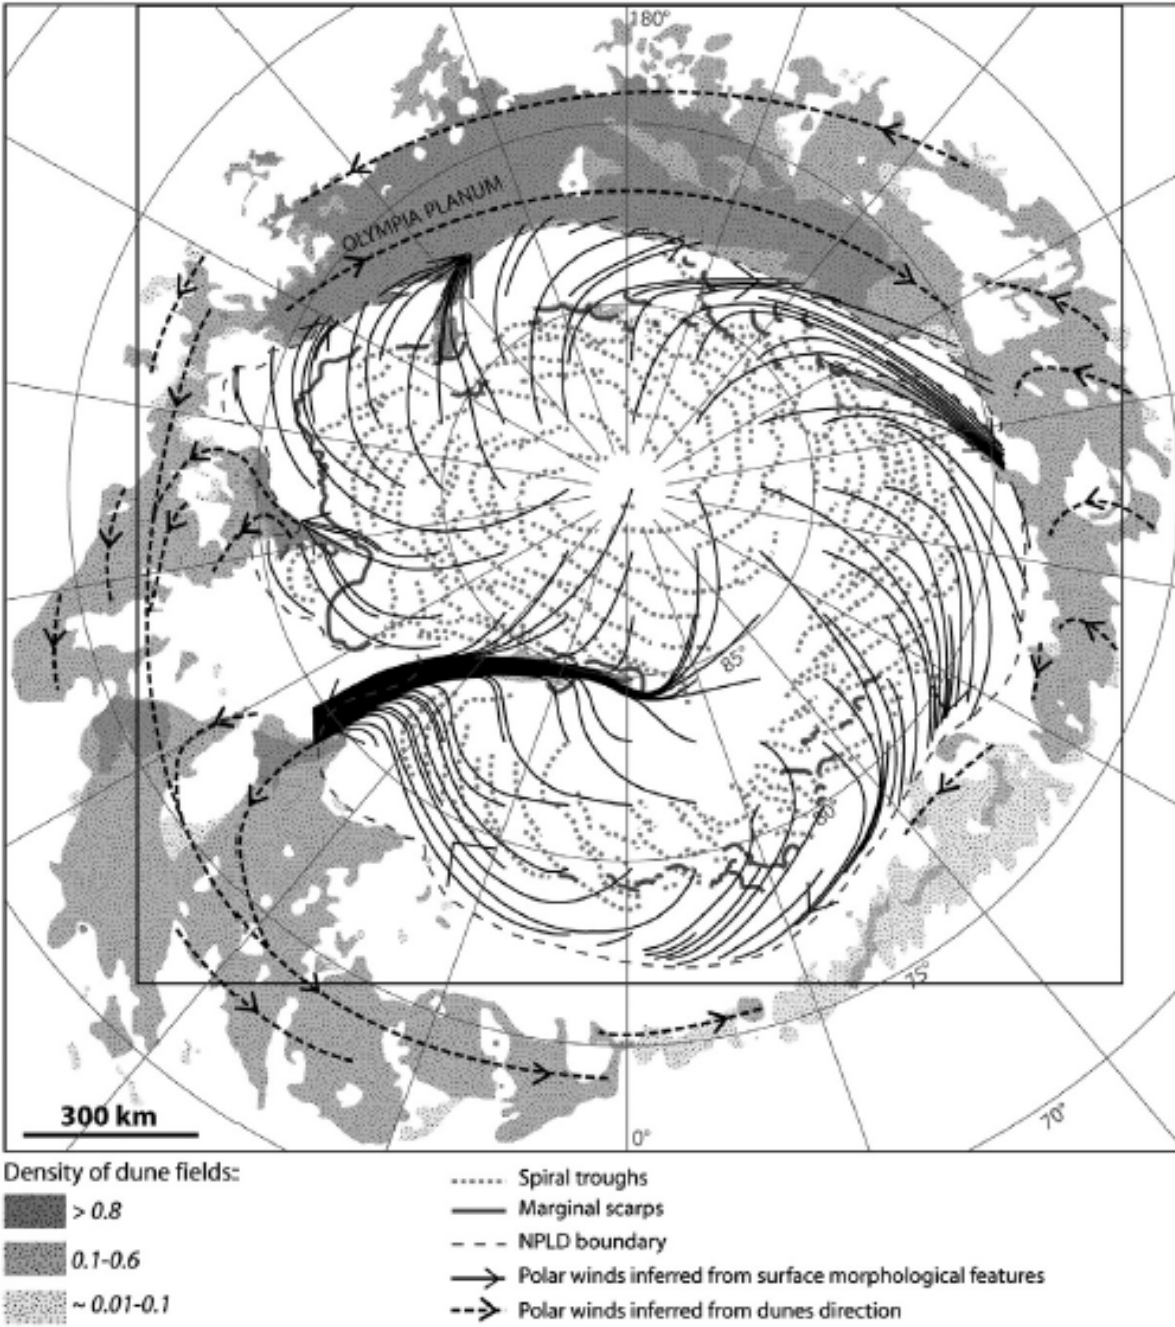 180°
OLYMPIA PLANUM
85°
80°
75°
70°
0°
300 km
Density of dune fields::
> 0.8
0.1-0.6
~ 0.01-0.1
Spiral troughs
Marginal scarps
NPLD boundary
Polar winds inferred from surface morphological features
Polar winds inferred from dunes direction